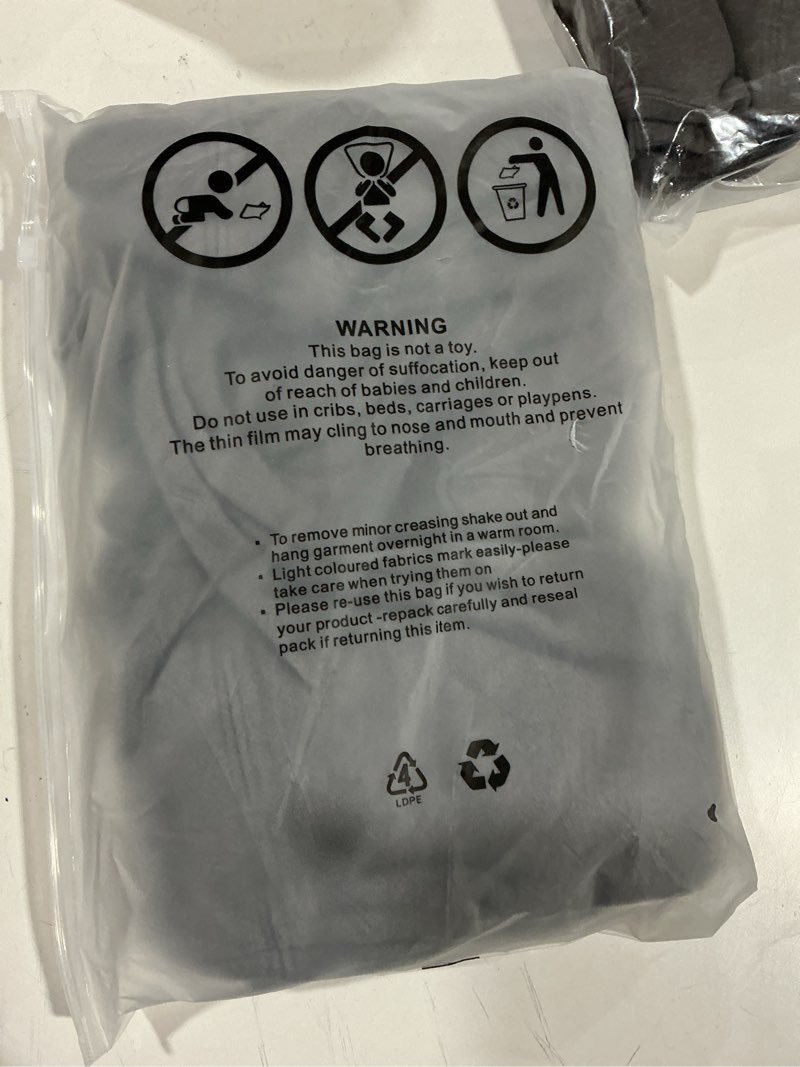 WARNING
This bag is not a toy.
To avoid danger of suffocation, keep out
of reach of babies and children.
Do not use in cribs, beds, carriages or playpens.
The thin film may cling to nose and mouth and prevent
breathing.
▪ To remove minor creasing shake out and
hang garment overnight in a warm room.
▪ Light coloured fabrics mark easily-please
take care when trying them on
▪ Please re-use this bag if you wish to return
your product -repack carefully and reseal
pack if returning this item.
4
LDPE